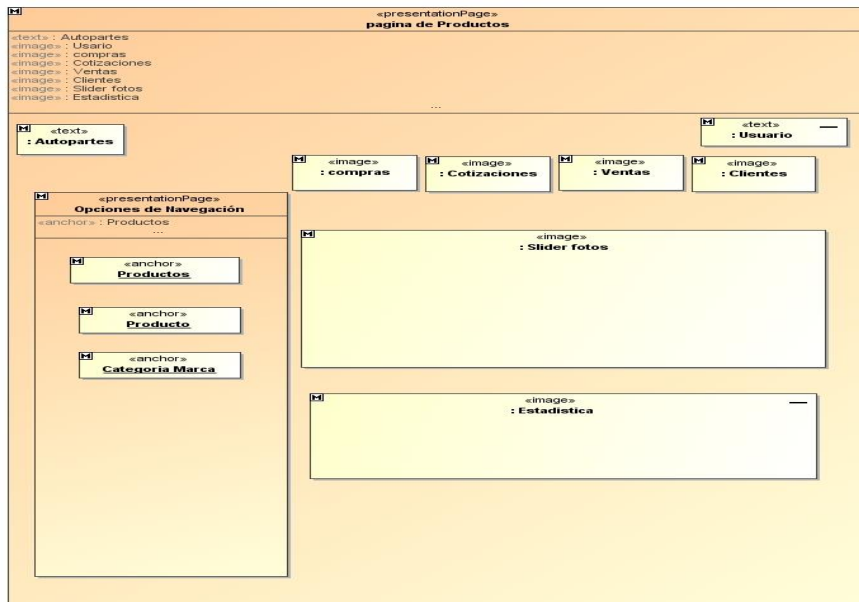 «presentationPage»
pagina de Productos
«text» : Autopartes
«image» : Usario
«image» : compras
«image» : Cotizaciones
«image» : Ventas
«image» : Clientes
«image» : Slider fotos
«image» : Estadistica
...
«text»
: Autopartes
«text»
: Usuario
«image»
: compras
«image»
: Cotizaciones
«image»
: Ventas
«image»
: Clientes
«presentationPage»
Opciones de Navegación
«anchor» : Productos
...
«anchor»
Productos
«anchor»
Producto
«anchor»
Categoria Marca
«image»
: Slider fotos
«image»
: Estadistica